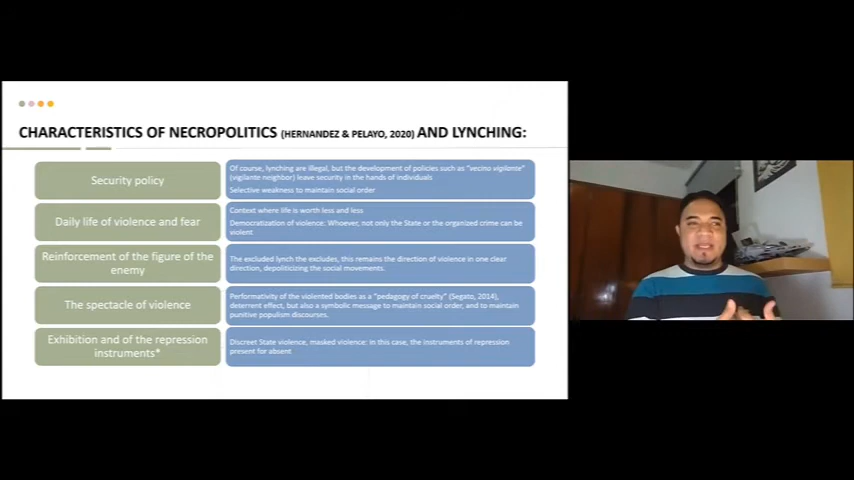 CHARACTERISTICS OF NECROPOLITICS (HERNANDEZ & PELAYO, 2020) AND LYNCHING:
Security policy
Of course, lynching are illegal, but the development of policies such as "vecino vigilante"
(vigilante neighbor) leave security in the hands of individuals
Selective weakness to maintain social order
Daily life of violence and fear
Context where life is worth less and less
Democratization of violence; Whoever, not only the State or the organized crime can be
violent
Reinforcement of the figure of the
enemy
The excluded lynch the excludes, this remains the direction of violence in one clear
direction, depoliticizing the social movements.
The spectacle of violence
Performativity of the violented bodies as a "pedagogy of cruelty" (Segato, 2014),
deterrent effect, but also a symbolic message to maintain social order, and to maintain
punitive populism discourses.
Exhibition and of the repression
instruments*
Discreet State violence, masked violence: in this case, the instruments of repression
present for absent